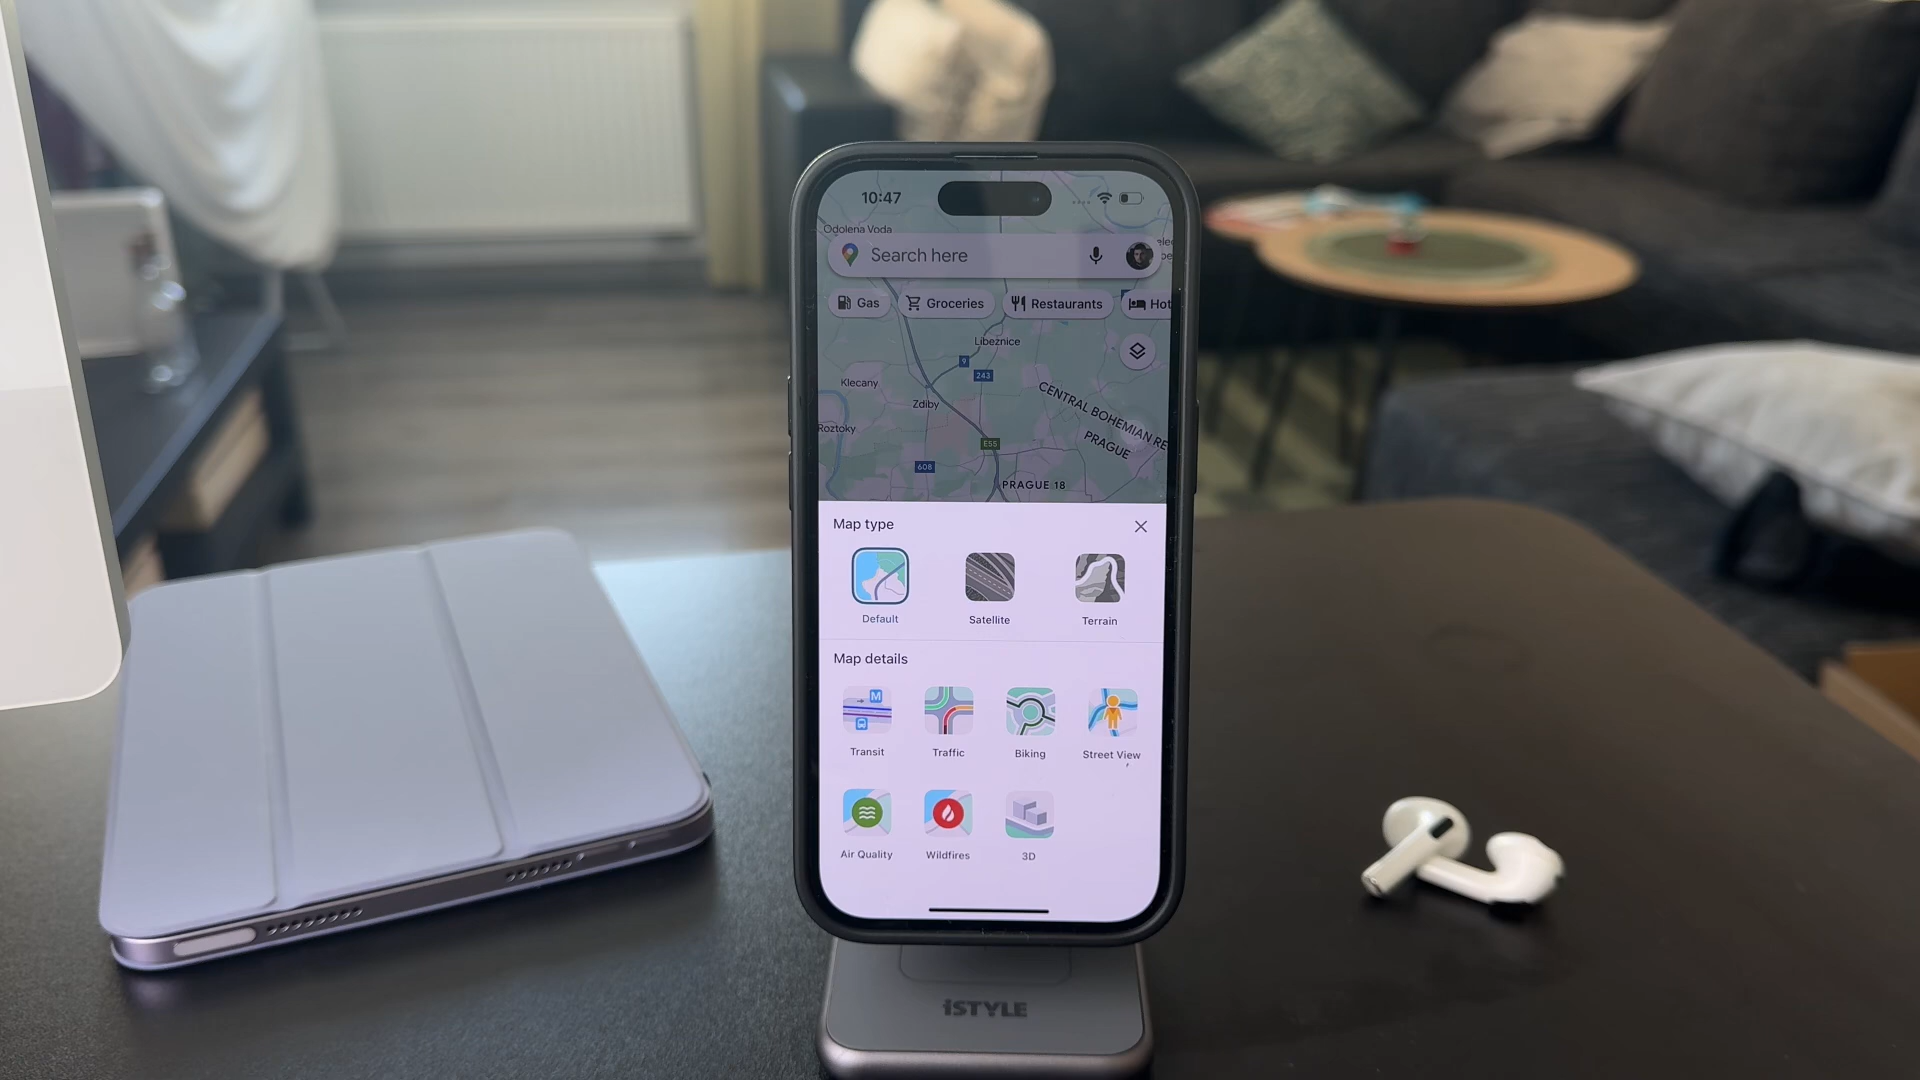 10:47
Odolena Voda
Search here
Gas
Groceries
Restaurants
Hot
Libeznice
9
243
Klecany
Zdiby
CENTRAL BOHEMIAN RE
PRAGUE
Roztoky
E55
608
PRAGUE 18
Map type
Default
Satellite
Terrain
Map details
M
Transit
Traffic
Biking
Street View
Air Quality
Wildfires
3D
iSTYLE